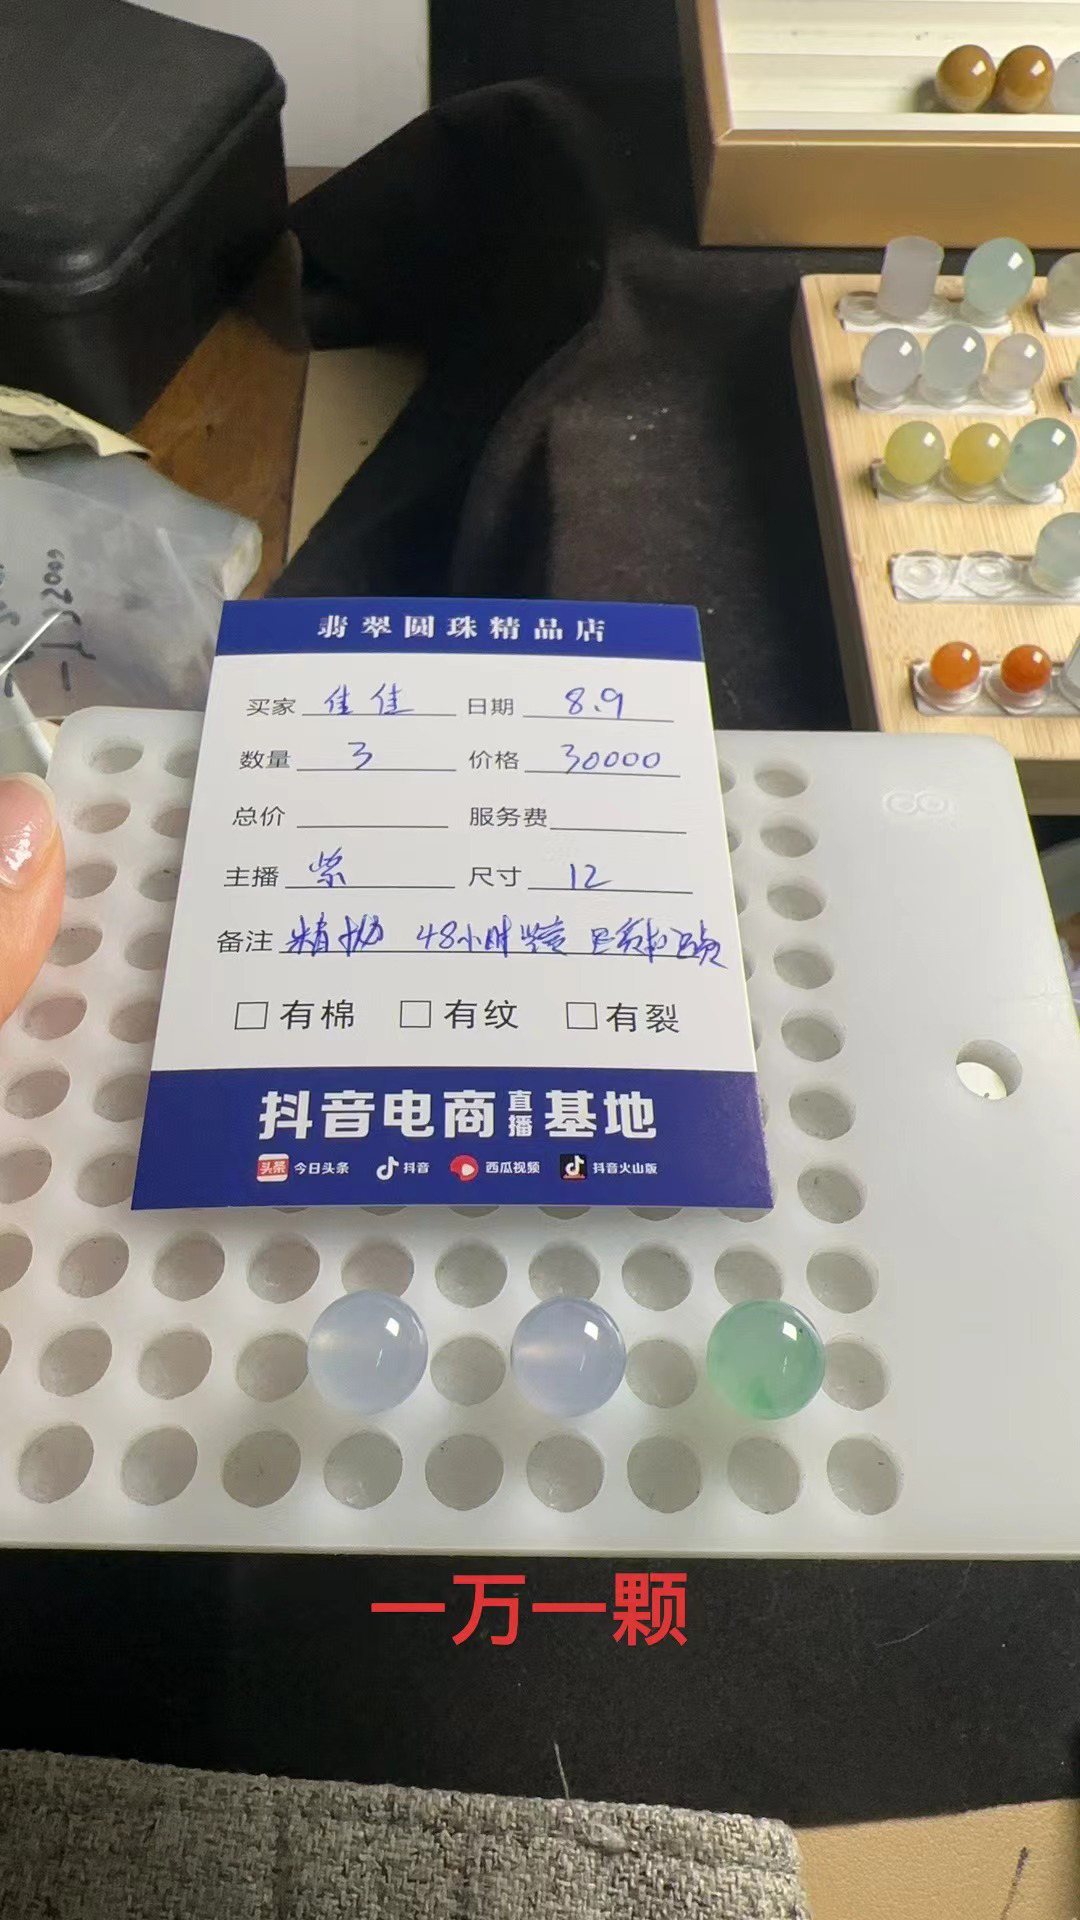 翡翠圆珠精品店
买家 佳佳 日期 8.9
数量 3 价格 30000
总价 服务费
主播 紫 尺寸 12
备注 精抛 48小时
□有棉 □有纹 □有裂
抖音电商直播基地
头条 今日头条 抖音 西瓜视频 抖音火山版
一万一颗